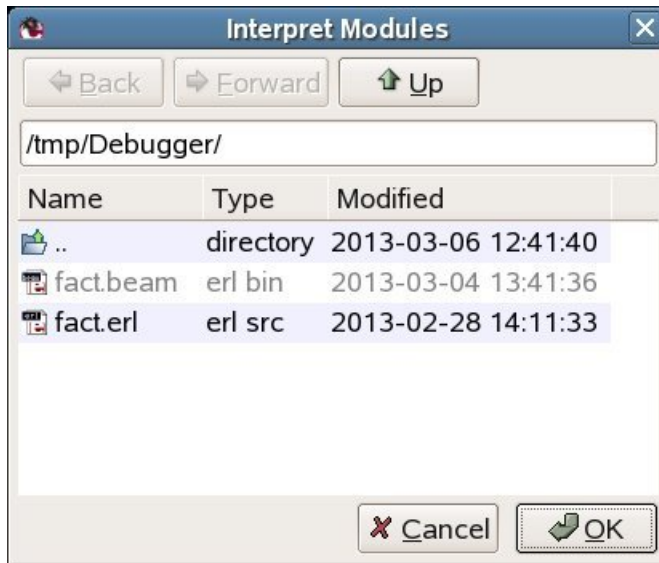 Interpret Modules
Back Forward Up
/tmp/Debugger/
Name Type Modified
.. directory 2013-03-06 12:41:40
fact.beam erl bin 2013-03-04 13:41:36
fact.erl erl src 2013-02-28 14:11:33
Cancel OK